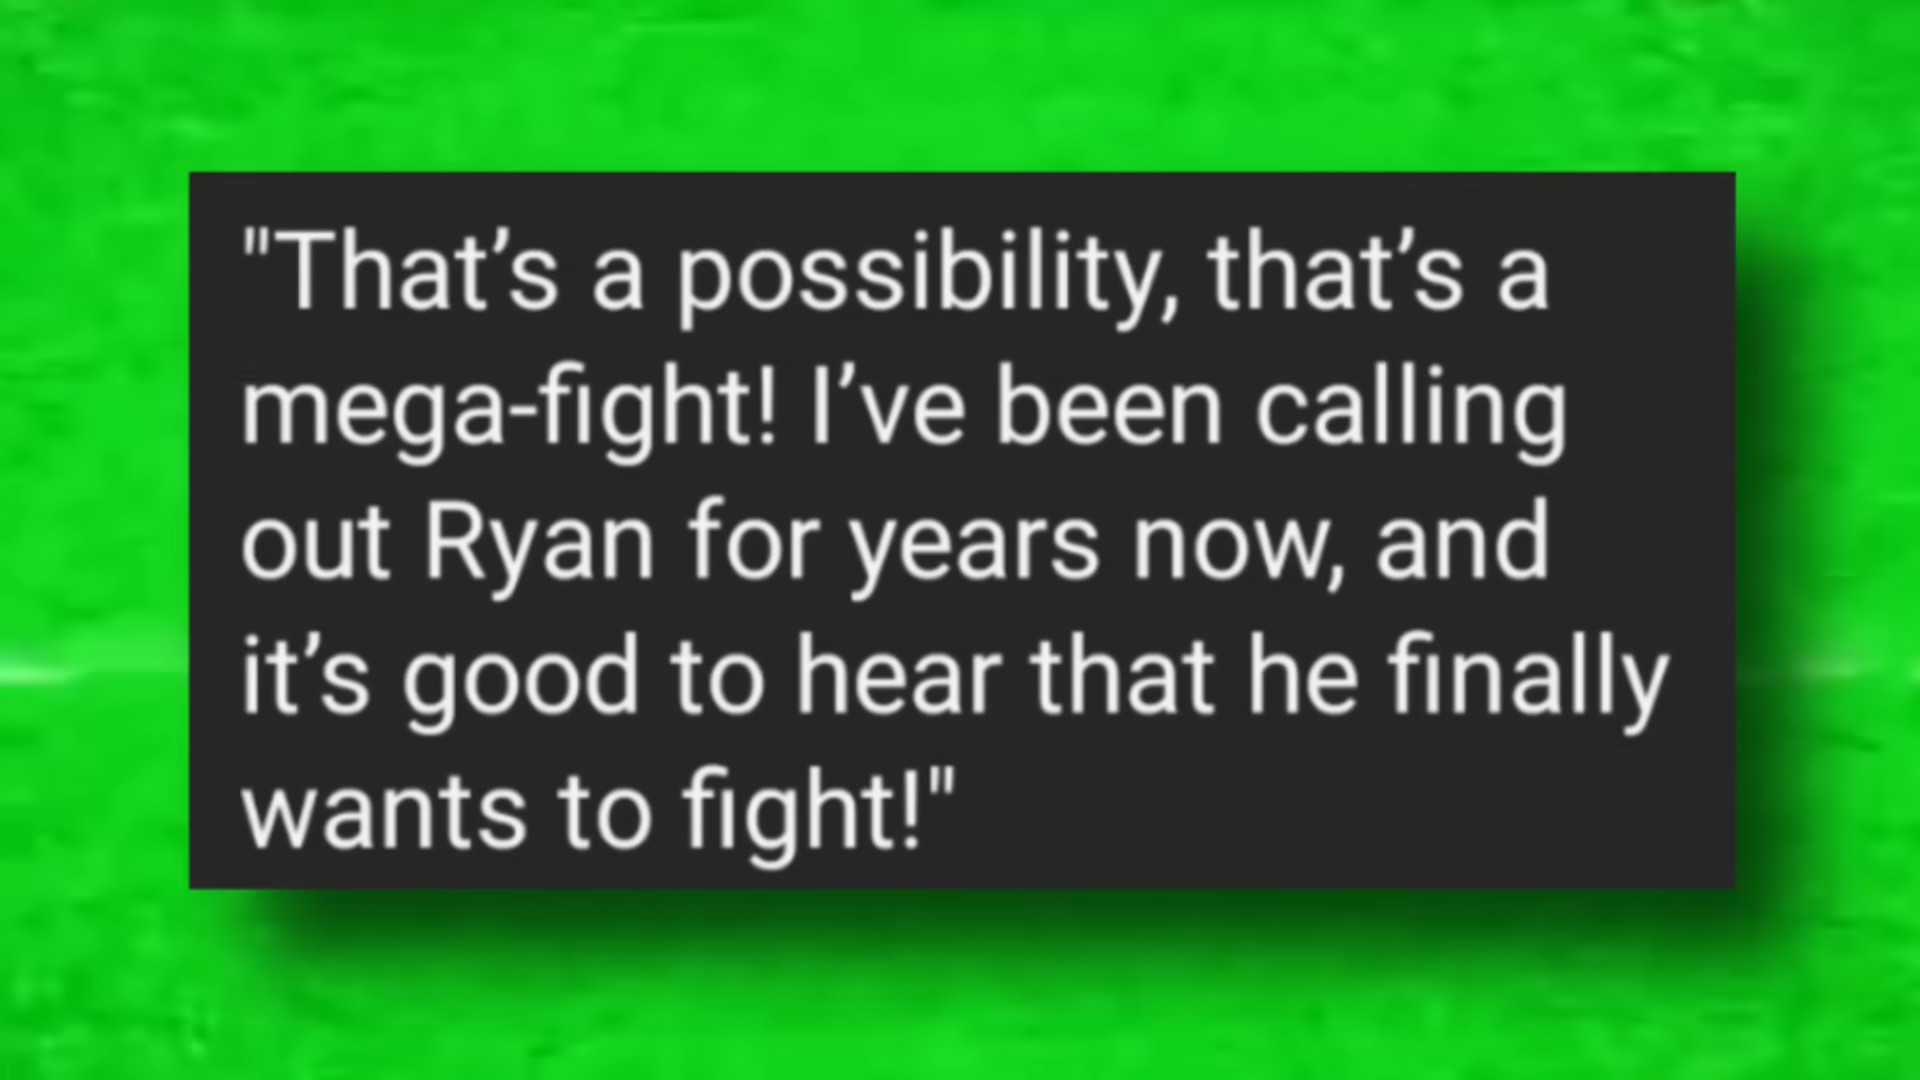 "That’s a possibility, that’s a
mega-fight! I’ve been calling
out Ryan for years now, and
it’s good to hear that he finally
wants to fight!"